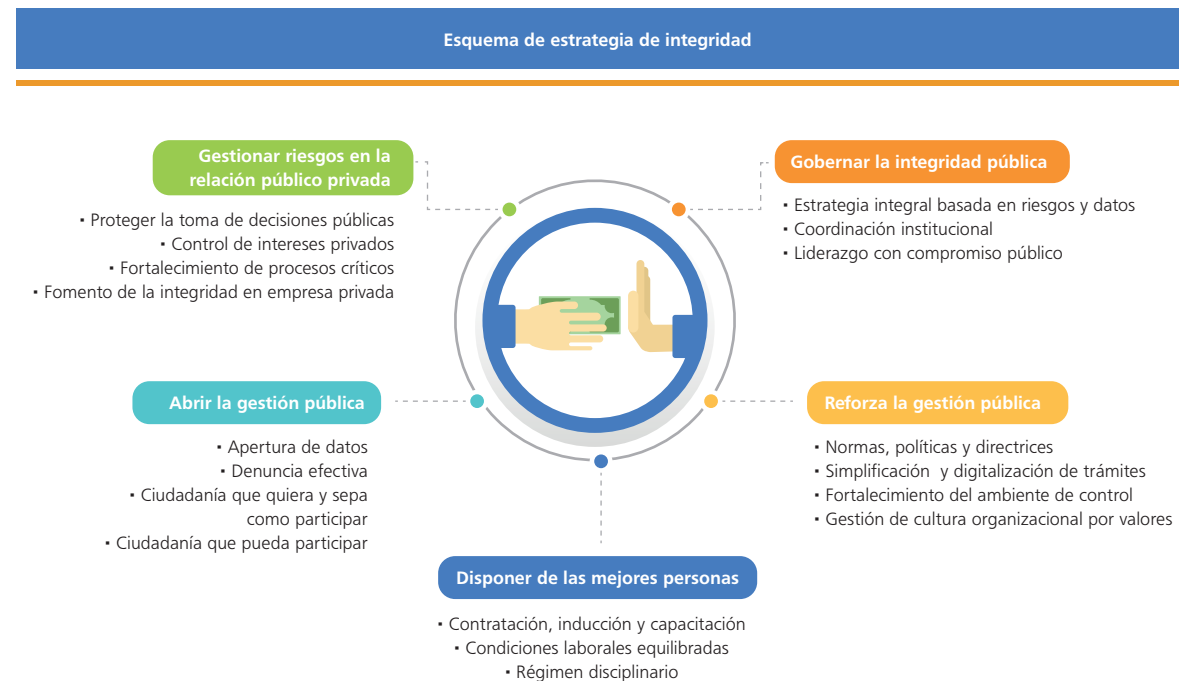 Esquema de estrategia de integridad
Gestionar riesgos en la
relación público privada
▪ Proteger la toma de decisiones públicas
▪ Control de intereses privados
▪ Fortalecimiento de procesos críticos
▪ Fomento de la integridad en empresa privada
Gobernar la integridad pública
▪ Estrategia integral basada en riesgos y datos
▪ Coordinación institucional
▪ Liderazgo con compromiso público
Abrir la gestión pública
▪ Apertura de datos
▪ Denuncia efectiva
▪ Ciudadanía que quiera y sepa
como participar
▪ Ciudadanía que pueda participar
Reforza la gestión pública
▪ Normas, políticas y directrices
▪ Simplificación y digitalización de trámites
▪ Fortalecimiento del ambiente de control
▪ Gestión de cultura organizacional por valores
Disponer de las mejores personas
▪ Contratación, inducción y capacitación
▪ Condiciones laborales equilibradas
▪ Régimen disciplinario